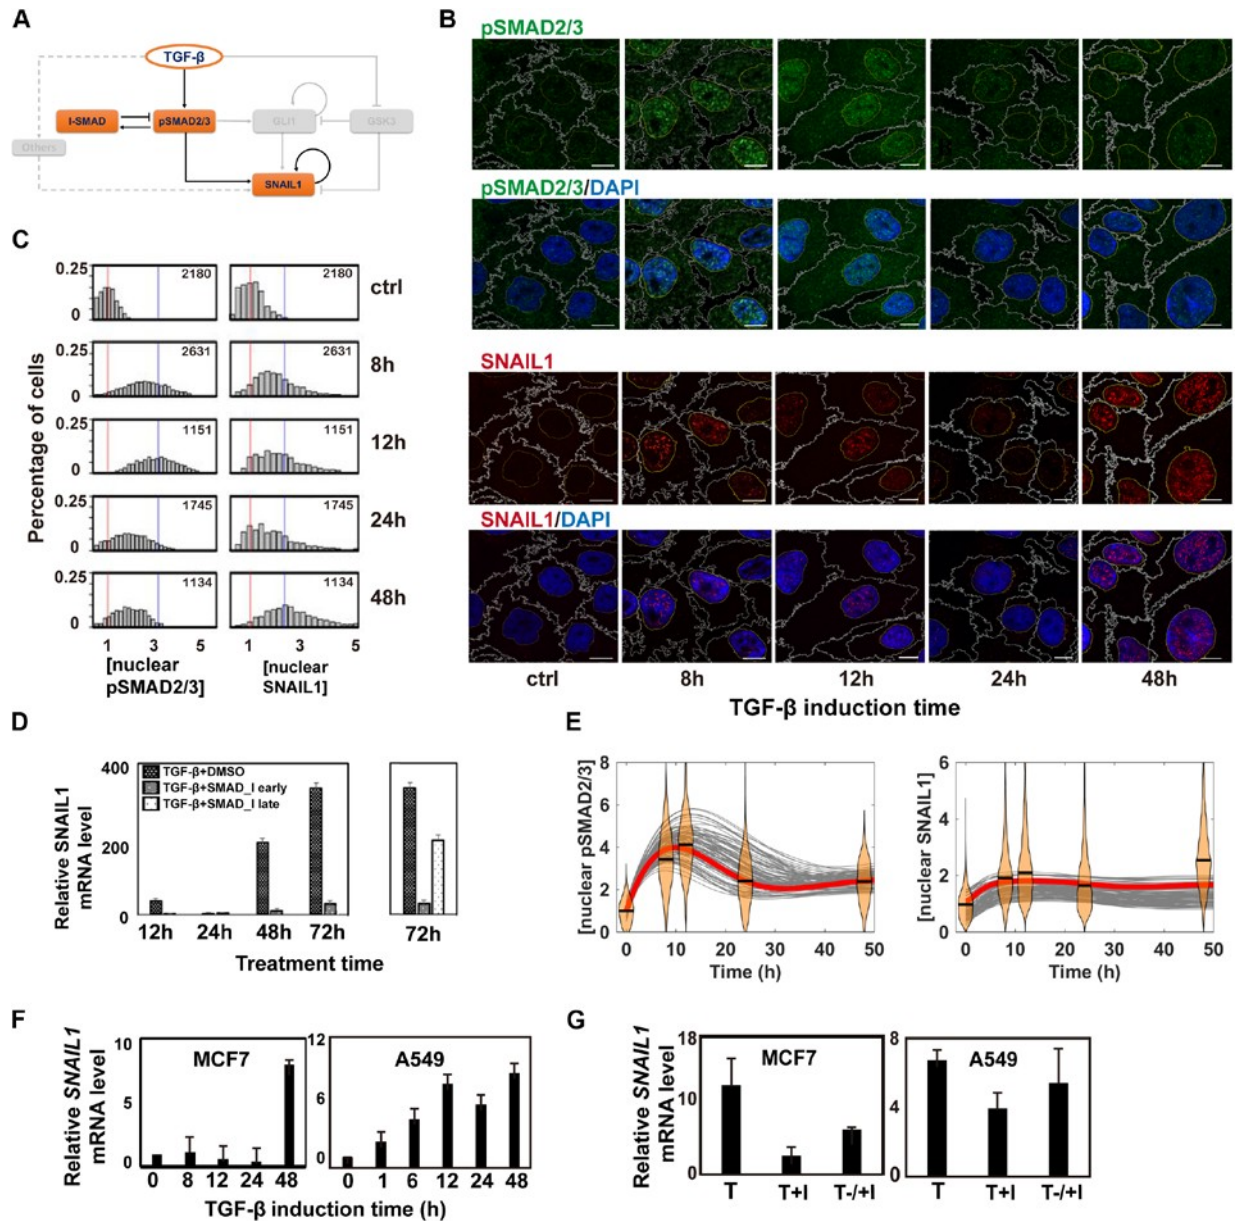 A
TGF-β
I-SMAD
pSMAD2/3
GLI1
GSK3
Others
SNAIL1
B
pSMAD2/3
pSMAD2/3/DAPI
SNAIL1
SNAIL1/DAPI
ctrl 8h 12h 24h 48h
TGF-β induction time
C
Percentage of cells
0.25 2180 2180 ctrl
0
0.25 2631 2631 8h
0
0.25 1151 1151 12h
0
0.25 1745 1745 24h
0
0.25 1134 1134 48h
0
1 3 5 1 3 5
[nuclear
pSMAD2/3]
[nuclear
SNAIL1]
D
Relative SNAIL1
mRNA level
400
200
0
TGF-β+DMSO
TGF-β+SMAD_I early
TGF-β+SMAD_I late
12h 24h 48h 72h 72h
Treatment time
E
[nuclear pSMAD2/3]
8
6
4
2
0
0 10 20 30 40 50
Time (h)
[nuclear SNAIL1]
6
4
2
0
0 10 20 30 40 50
Time (h)
F
Relative SNAIL1
mRNA level
10
5
0
MCF7
0 8 12 24 48
12
6
0
A549
0 1 6 12 24 48
TGF-β induction time (h)
G
Relative SNAIL1
mRNA level
18
10
0
MCF7
T T+I T-/+I
8
4
0
A549
T T+I T-/+I